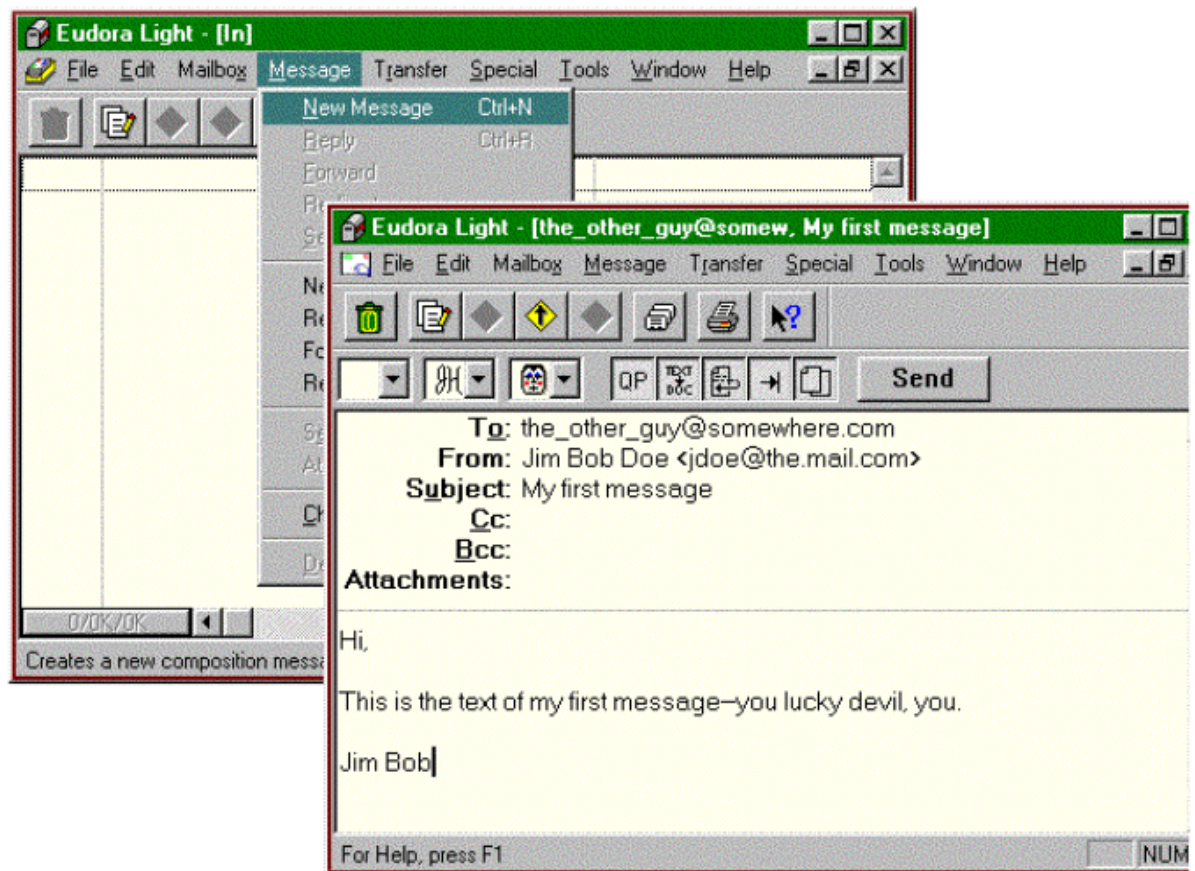 Eudora Light - [In]
File Edit Mailbox Message Transfer Special Tools Window Help
New Message Ctrl+N
Reply Ctrl+R
Forward
0/0K/0K
Creates a new composition messa
Eudora Light - [the_other_guy@somew, My first message]
File Edit Mailbox Message Transfer Special Tools Window Help
QP TEXT DOC Send
To: the_other_guy@somewhere.com
From: Jim Bob Doe <jdoe@the.mail.com>
Subject: My first message
Cc:
Bcc:
Attachments:
Hi,
This is the text of my first message—you lucky devil, you.
Jim Bob
For Help, press F1 NUM